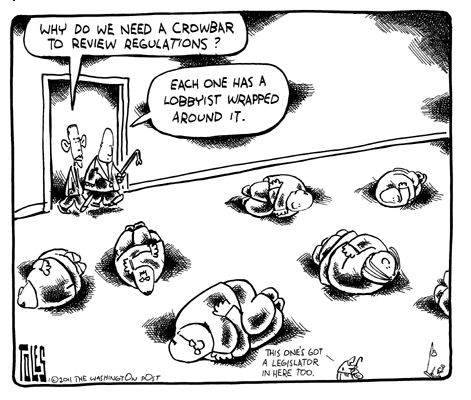 WHY DO WE NEED A CROWBAR
TO REVIEW REGULATIONS?
EACH ONE HAS A
LOBBYIST WRAPPED
AROUND IT.
THIS ONE'S GOT
A LEGISLATOR
IN HERE TOO.
TOLES
©2011 THE WASHINGTON POST